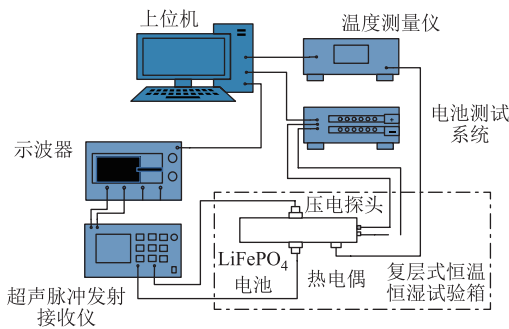 上位机
温度测量仪
电池测试
系统
示波器
压电探头
LiFePO4
电池
热电偶
复层式恒温
恒湿试验箱
超声脉冲发射
接收仪